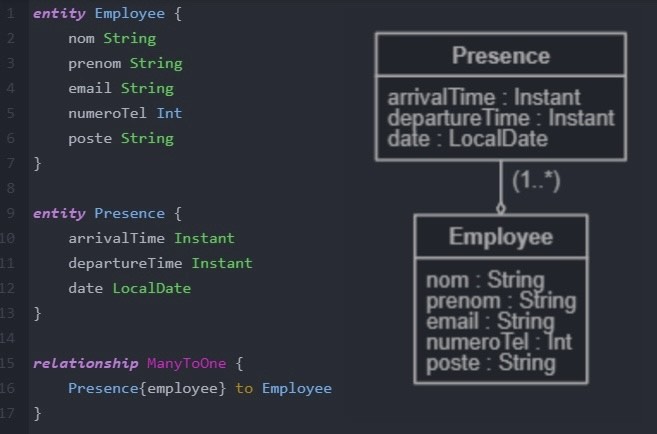 1 entity Employee {
2 nom String
3 prenom String
4 email String
5 numeroTel Int
6 poste String
7 }
8
9 entity Presence {
10 arrivalTime Instant
11 departureTime Instant
12 date LocalDate
13 }
14
15 relationship ManyToOne {
16 Presence{employee} to Employee
17 }
Presence
arrivalTime : Instant
departureTime : Instant
date : LocalDate
(1..*)
Employee
nom : String
prenom : String
email : String
numeroTel : Int
poste : String